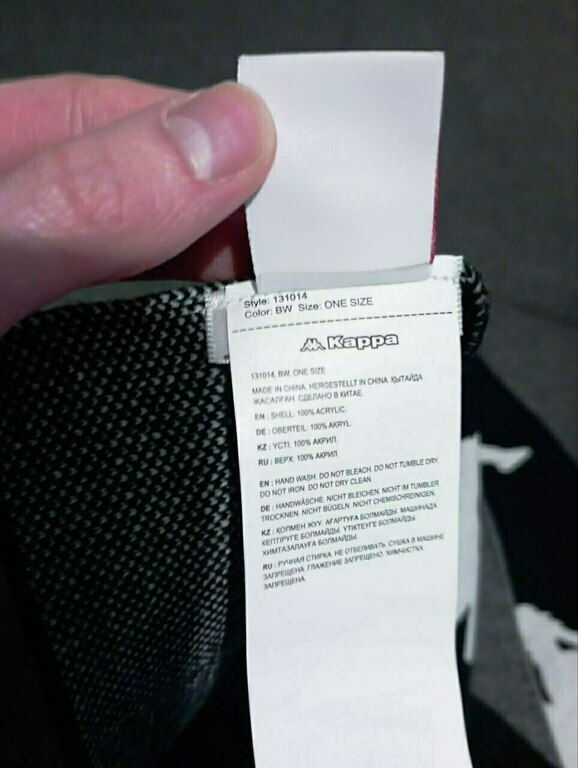 Style: 131014
Color: BW Size: ONE SIZE
Kappa
131014, BW, ONE SIZE
MADE IN CHINA. HERGESTELLT IN CHINA. ҚЫТАЙДА
ЖАСАЛҒАН. СДЕЛАНО В КИТАЕ.
EN : SHELL: 100% ACRYLIC.
DE : OBERTEIL: 100% AKRYL.
KZ : ҮСТІ: 100% АКРИЛ.
RU : ВЕРХ: 100% АКРИЛ.
EN : HAND WASH. DO NOT BLEACH. DO NOT TUMBLE DRY.
DO NOT IRON. DO NOT DRY CLEAN.
DE : HANDWÄSCHE. NICHT BLEICHEN. NICHT IM TUMBLER
TROCKNEN. NICHT BÜGELN. NICHT CHEMISCHREINIGEN.
KZ : ҚОЛМЕН ЖУУ. АҒАРТУҒА БОЛМАЙДЫ. МАШИНАДА
КЕПТІРУГЕ БОЛМАЙДЫ. ҮТІКТЕУГЕ БОЛМАЙДЫ.
ХИМТАЗАЛАУҒА БОЛМАЙДЫ.
RU : РУЧНАЯ СТИРКА. НЕ ОТБЕЛИВАТЬ. СУШКА В МАШИНЕ
ЗАПРЕЩЕНА. ГЛАЖЕНИЕ ЗАПРЕЩЕНО. ХИМЧИСТКА
ЗАПРЕЩЕНА.